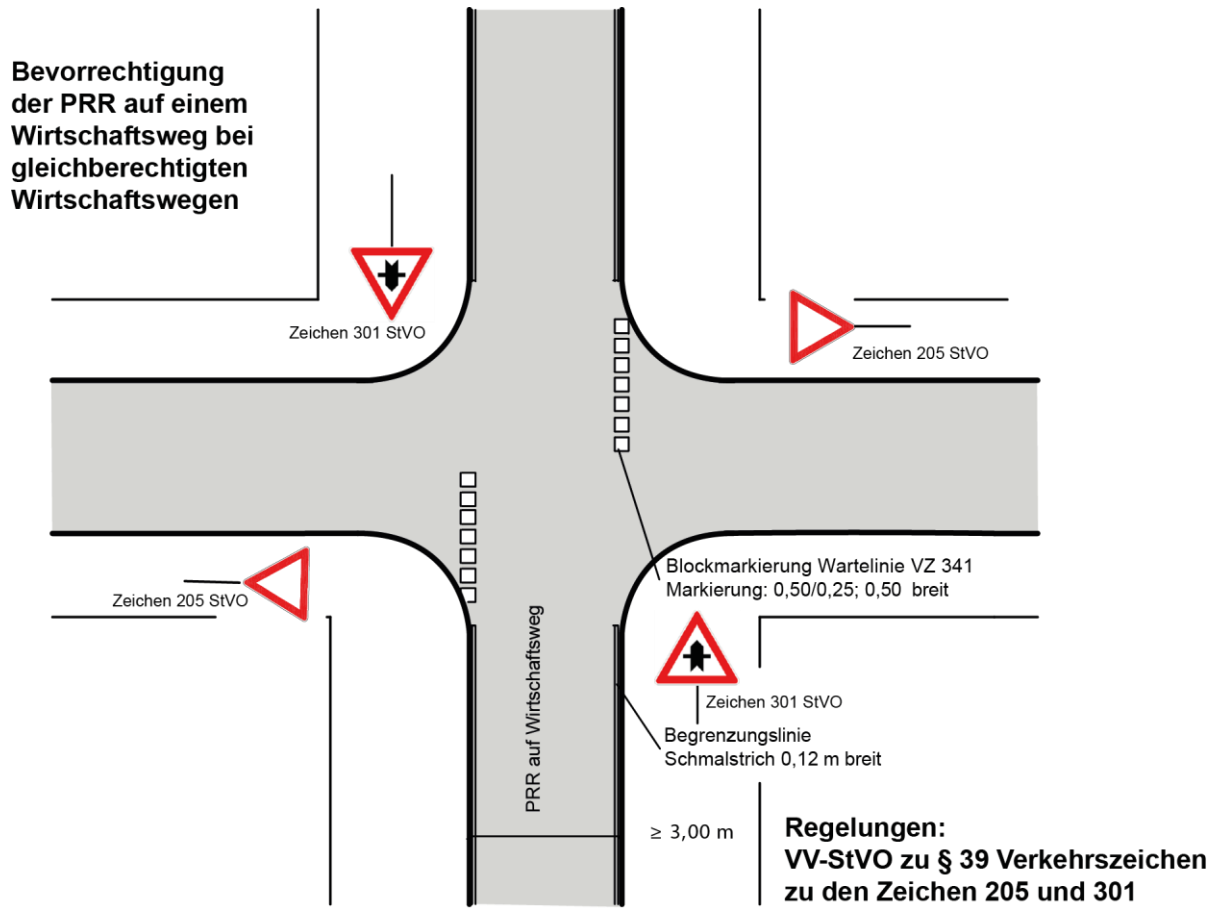 Bevorrechtigung
der PRR auf einem
Wirtschaftsweg bei
gleichberechtigten
Wirtschaftswegen
Zeichen 301 StVO
Zeichen 205 StVO
Zeichen 205 StVO
Blockmarkierung Wartelinie VZ 341
Markierung: 0,50/0,25; 0,50 breit
Zeichen 301 StVO
Begrenzungslinie
Schmalstrich 0,12 m breit
PRR auf Wirtschaftsweg
≥ 3,00 m
Regelungen:
VV-StVO zu § 39 Verkehrszeichen
zu den Zeichen 205 und 301